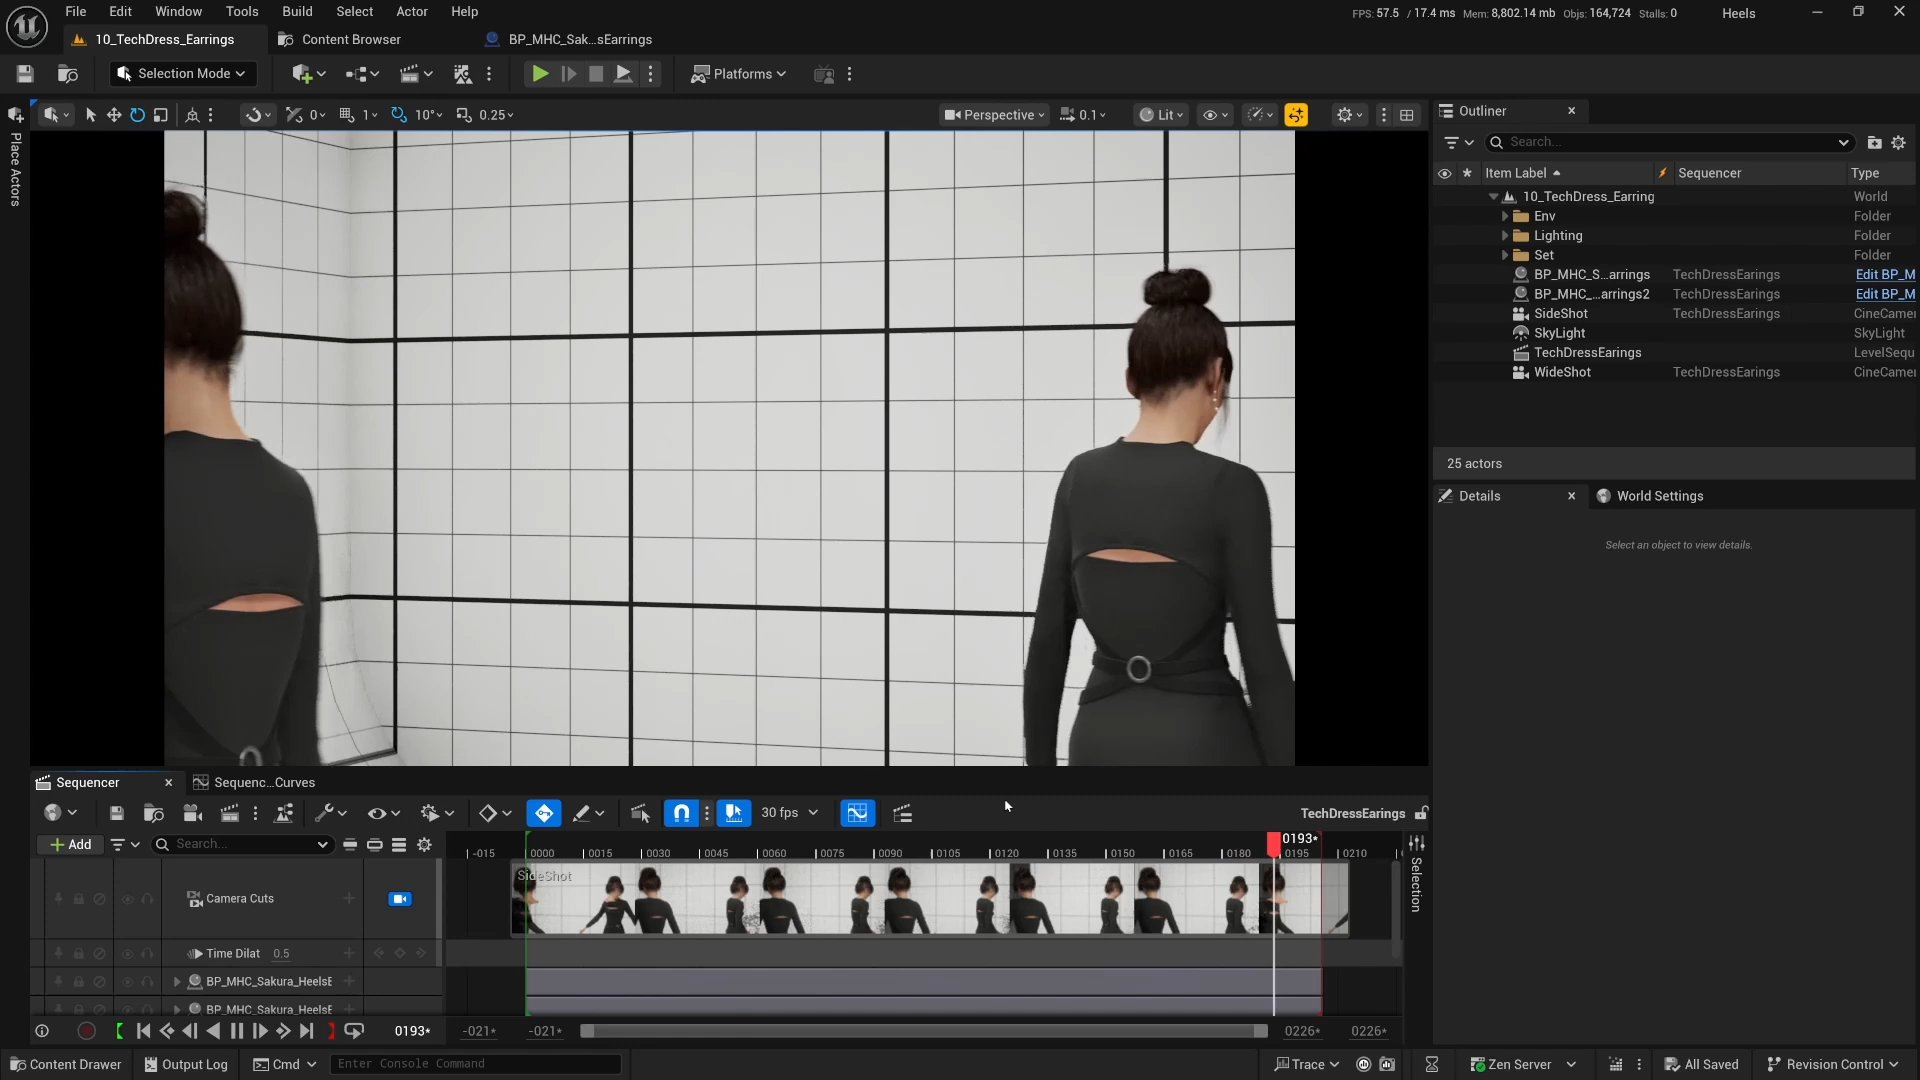 File Edit Window Tools Build Select Actor Help
FPS: 57.5 / 17.4 ms Mem: 8,802.14 mb Objs: 164,724 Stalls: 0 Heels
10_TechDress_Earrings Content Browser BP_MHC_Sak...sEarrings
Selection Mode Platforms
0 1 10° 0.25 Perspective 0.1 Lit
Place Actors
Outliner
Search...
Item Label Sequencer Type
10_TechDress_Earring World
Env Folder
Lighting Folder
Set Folder
BP_MHC_S...arrings TechDressEarings Edit BP_M
BP_MHC_...arrings2 TechDressEarings Edit BP_M
SideShot TechDressEarings CineCamer
SkyLight SkyLight
TechDressEarings LevelSequ
WideShot TechDressEarings CineCamer
25 actors
Details World Settings
Select an object to view details.
Sequencer Sequenc...Curves
30 fps TechDressEarings
Add Search...
0193*
-015 0000 0015 0030 0045 0060 0075 0090 0105 0120 0135 0150 0165 0180 0195 0210
SideShot
Camera Cuts
Time Dilat 0.5
BP_MHC_Sakura_HeelsE
BP_MHC_Sakura_HeelsE
Selection
0193* -021* -021* 0226* 0226*
Content Drawer Output Log Cmd Enter Console Command Trace Zen Server All Saved Revision Control